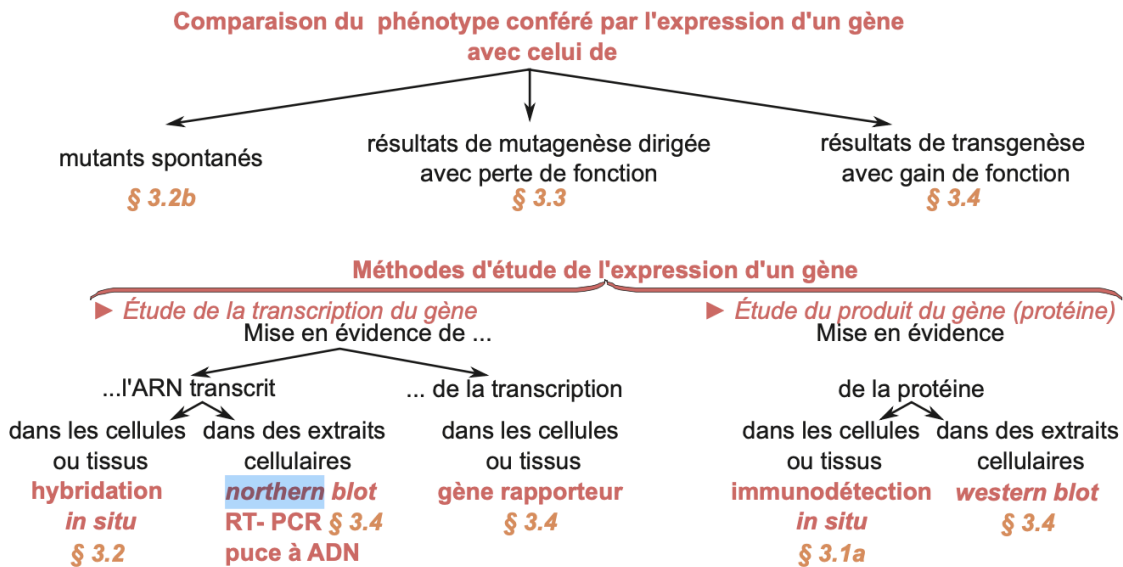 Comparaison du phénotype conféré par l'expression d'un gène
avec celui de
mutants spontanés
§ 3.2b
résultats de mutagenèse dirigée
avec perte de fonction
§ 3.3
résultats de transgenèse
avec gain de fonction
§ 3.4
Méthodes d'étude de l'expression d'un gène
► Étude de la transcription du gène
Mise en évidence de ...
...l'ARN transcrit
dans les cellules
ou tissus
hybridation
in situ
§ 3.2
dans des extraits
cellulaires
northern blot
RT- PCR § 3.4
puce à ADN
... de la transcription
dans les cellules
ou tissus
gène rapporteur
§ 3.4
► Étude du produit du gène (protéine)
Mise en évidence
de la protéine
dans les cellules
ou tissus
immunodétection
in situ
§ 3.1a
dans des extraits
cellulaires
western blot
§ 3.4